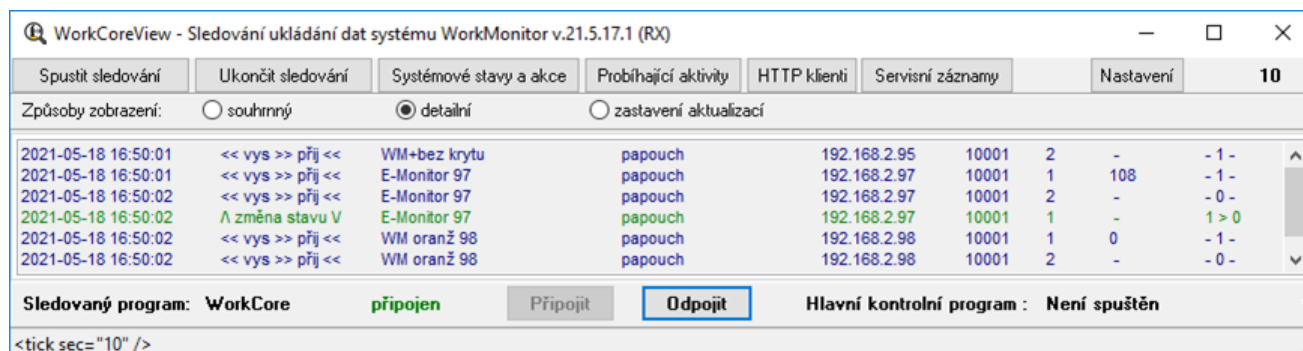 WorkCoreView - Sledování ukládání dat systému WorkMonitor v.21.5.17.1 (RX)
Spustit sledování Ukončit sledování Systémové stavy a akce Probíhající aktivity HTTP klienti Servisní záznamy Nastavení 10
Způsoby zobrazení: souhrnný detailní zastavení aktualizací
2021-05-18 16:50:01 << vys >> přij << WM+bez krytu papouch 192.168.2.95 10001 2 - - 1 -
2021-05-18 16:50:01 << vys >> přij << E-Monitor 97 papouch 192.168.2.97 10001 1 108 - 1 -
2021-05-18 16:50:02 << vys >> přij << E-Monitor 97 papouch 192.168.2.97 10001 2 - - 0 -
2021-05-18 16:50:02 /\ změna stavu V E-Monitor 97 papouch 192.168.2.97 10001 1 - 1 > 0
2021-05-18 16:50:02 << vys >> přij << WM oranž 98 papouch 192.168.2.98 10001 1 0 - 1 -
2021-05-18 16:50:02 << vys >> přij << WM oranž 98 papouch 192.168.2.98 10001 2 - - 0 -
Sledovaný program: WorkCore připojen Připojit Odpojit Hlavní kontrolní program : Není spuštěn
<tick sec="10" />